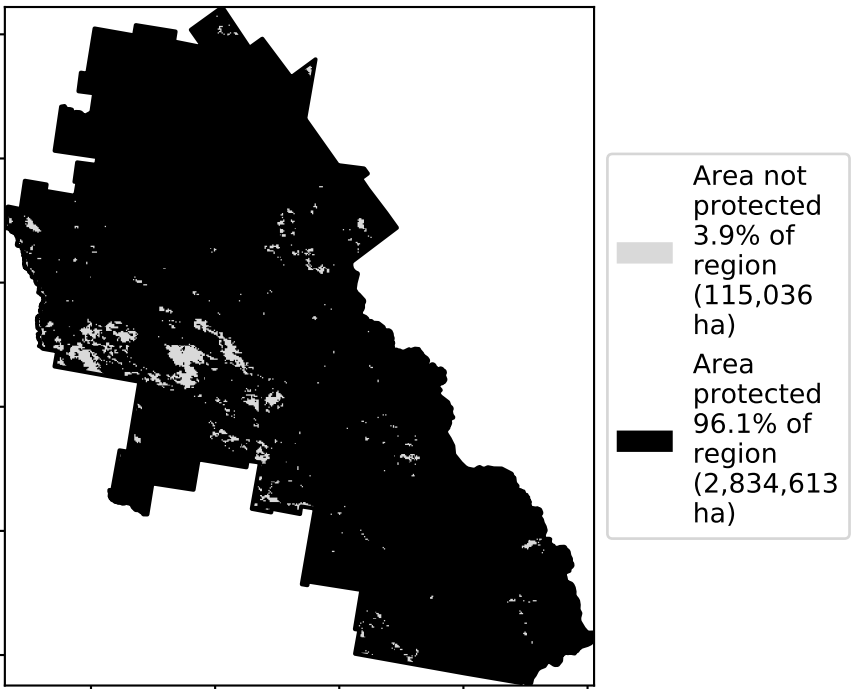 Area not
protected
3.9% of
region
(115,036
ha)
Area
protected
96.1% of
region
(2,834,613
ha)